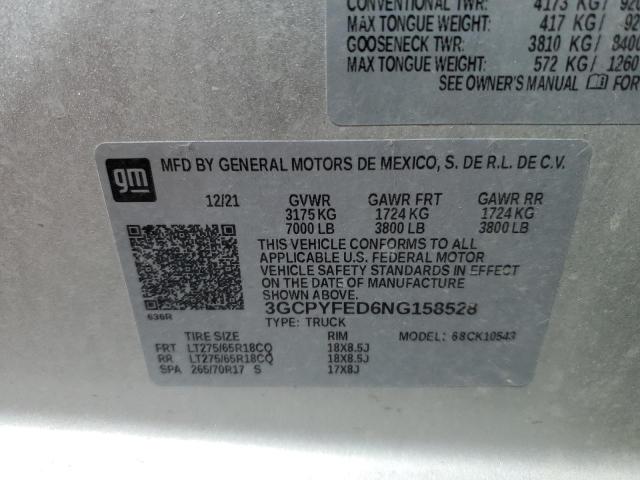 CONVENTIONAL TWR: 4173 KG/ 920
MAX TONGUE WEIGHT: 417 KG/ 92
GOOSENECK TWR: 3810 KG/ 8400
MAX TONGUE WEIGHT: 572 KG/ 1260
SEE OWNER'S MANUAL FOR
gm
MFD BY GENERAL MOTORS DE MEXICO, S. DE R.L. DE C.V.
12/21 GVWR GAWR FRT GAWR RR
3175 KG 1724 KG 1724 KG
7000 LB 3800 LB 3800 LB
THIS VEHICLE CONFORMS TO ALL
APPLICABLE U.S. FEDERAL MOTOR
VEHICLE SAFETY STANDARDS IN EFFECT
ON THE DATE OF MANUFACTURE
SHOWN ABOVE.
3GCPYFED6NG158528
636R TYPE: TRUCK
TIRE SIZE RIM MODEL: 68CK10543
FRT LT275/65R18CQ 18X8.5J
RR LT275/65R18CQ 18X8.5J
SPA 265/70R17 S 17X8J